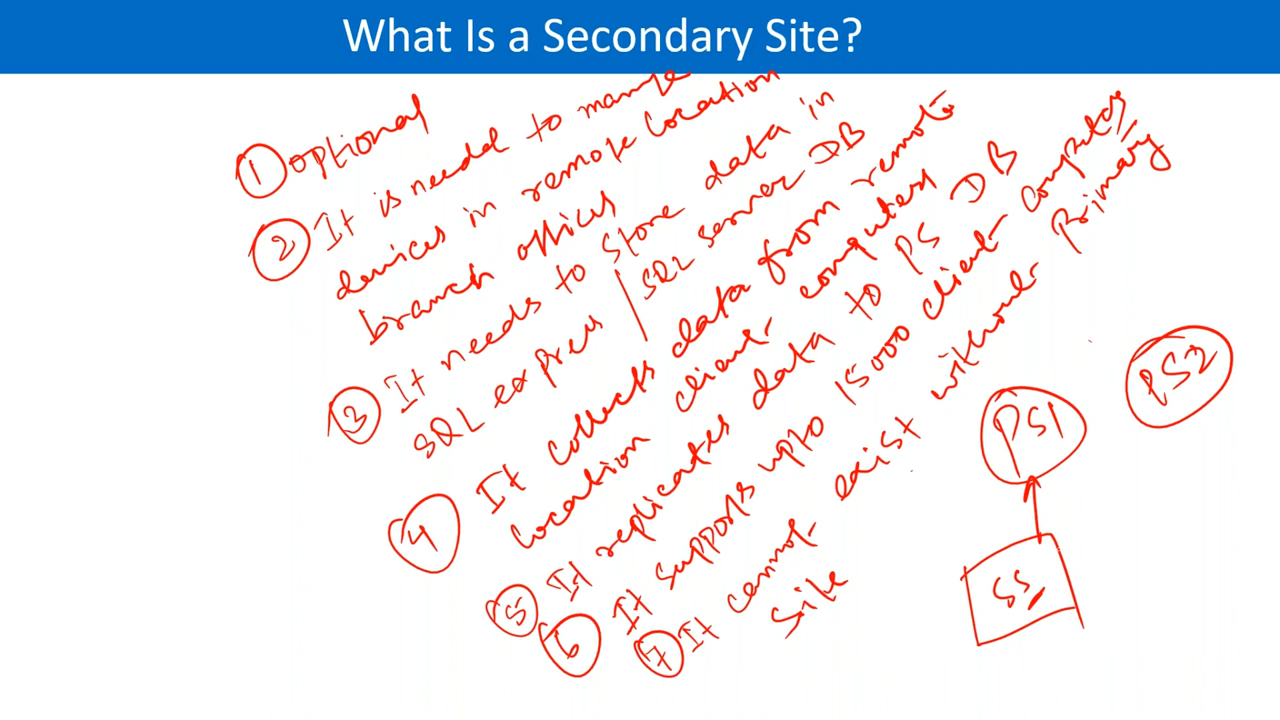 What Is a Secondary Site?
1 optional
2 It is needd to manage
devices in remote location
branch offices
3 It needs to store data in
SQL express / SQL server DB
4 It collects data from remote
location client computers
5 It replicates data to PS DB
6 It supports upto 15000 client computers
7 It cannot exist without primary
site
PS1
PS2
SS